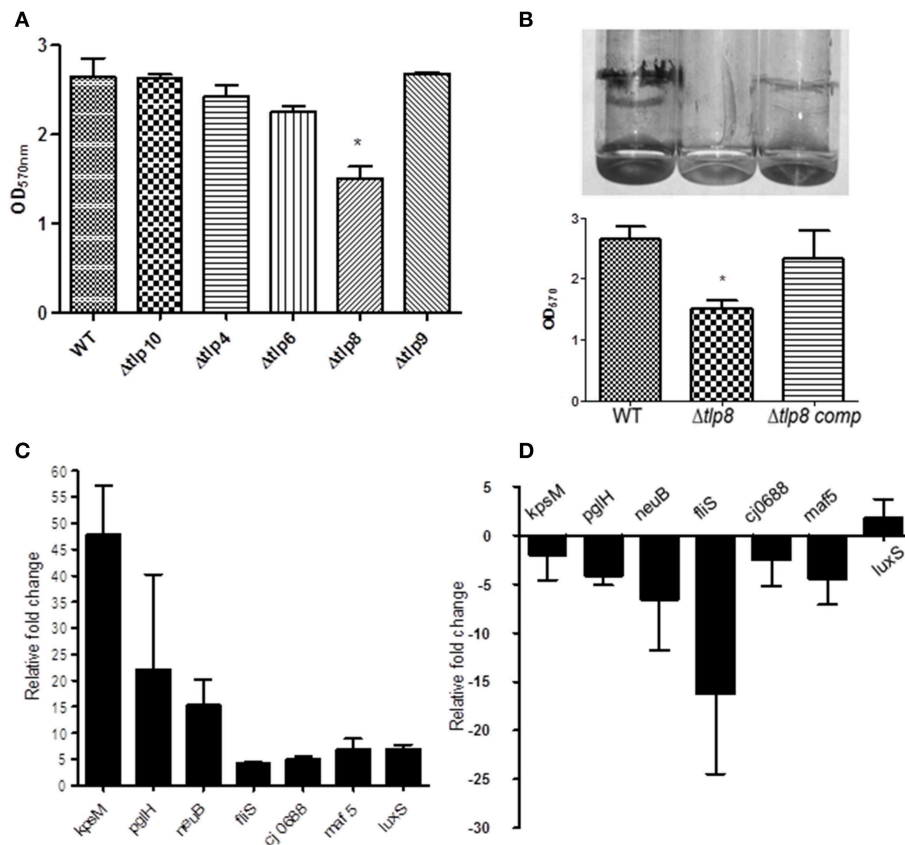 A
OD570nm
3
2
1
0
*
WT
Δtlp10
Δtlp4
Δtlp6
Δtlp8
Δtlp9
B
OD570
3
2
1
0
*
WT
Δtlp8
Δtlp8 comp
C
Relative fold change
60
55
50
45
40
35
30
25
20
15
10
5
0
kpsM
pglH
neuB
fliS
cj 0688
maf 5
luxS
D
Relative fold change
5
0
-5
-10
-15
-20
-25
-30
kpsM
pglH
neuB
fliS
cj0688
maf5
luxS